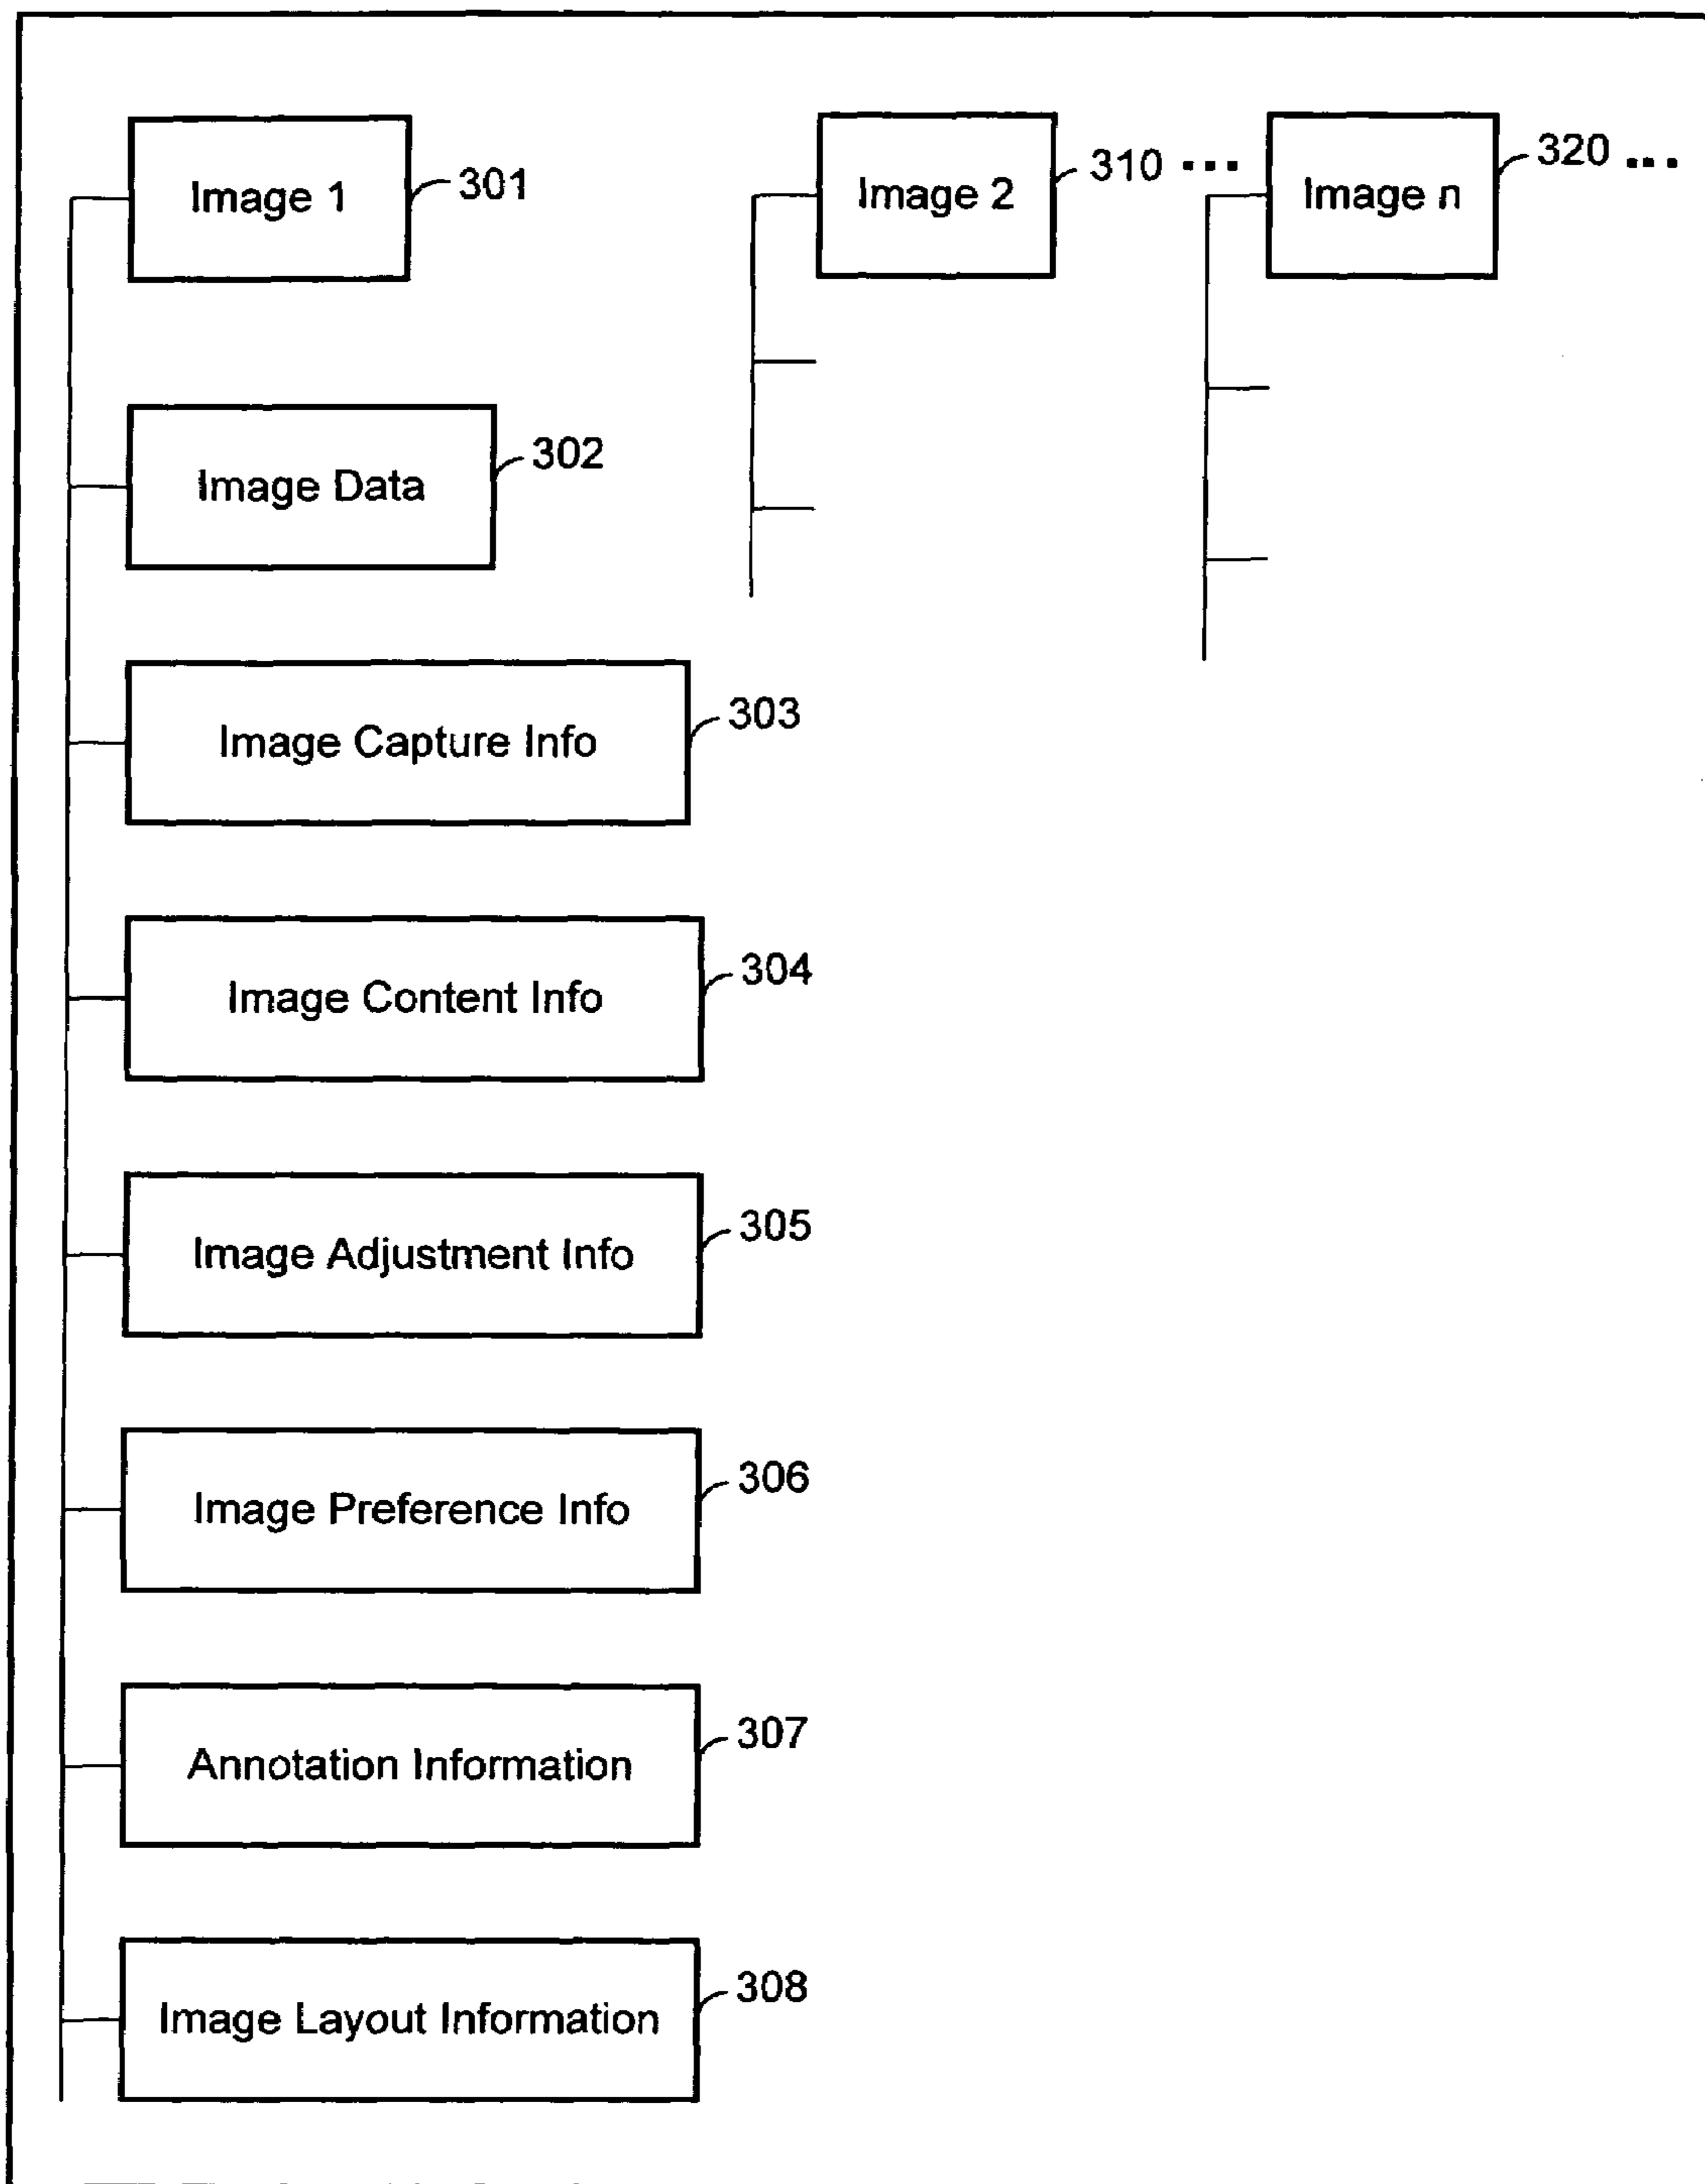 Image 1
301
Image 2
310 ...
Image n
320 ...
Image Data
302
Image Capture Info
303
Image Content Info
304
Image Adjustment Info
305
Image Preference Info
306
Annotation Information
307
Image Layout Information
308